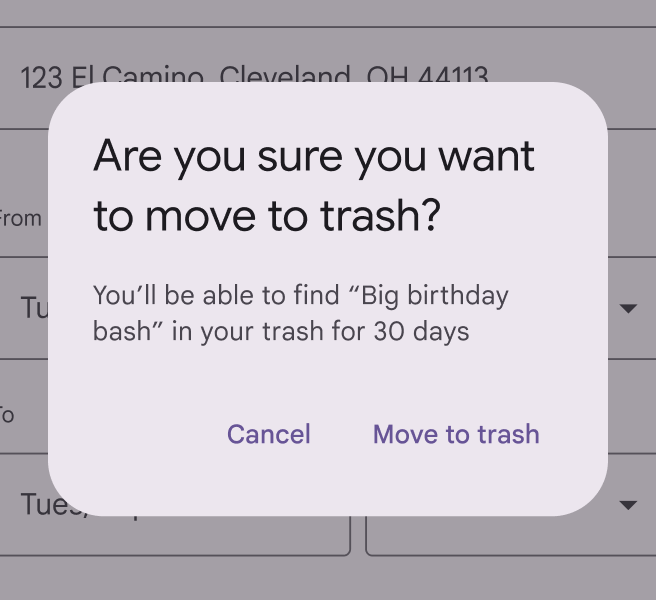 123 El Camino, Cleveland, OH 44113
Are you sure you want
to move to trash?
From
You’ll be able to find “Big birthday
bash” in your trash for 30 days
To
Cancel Move to trash